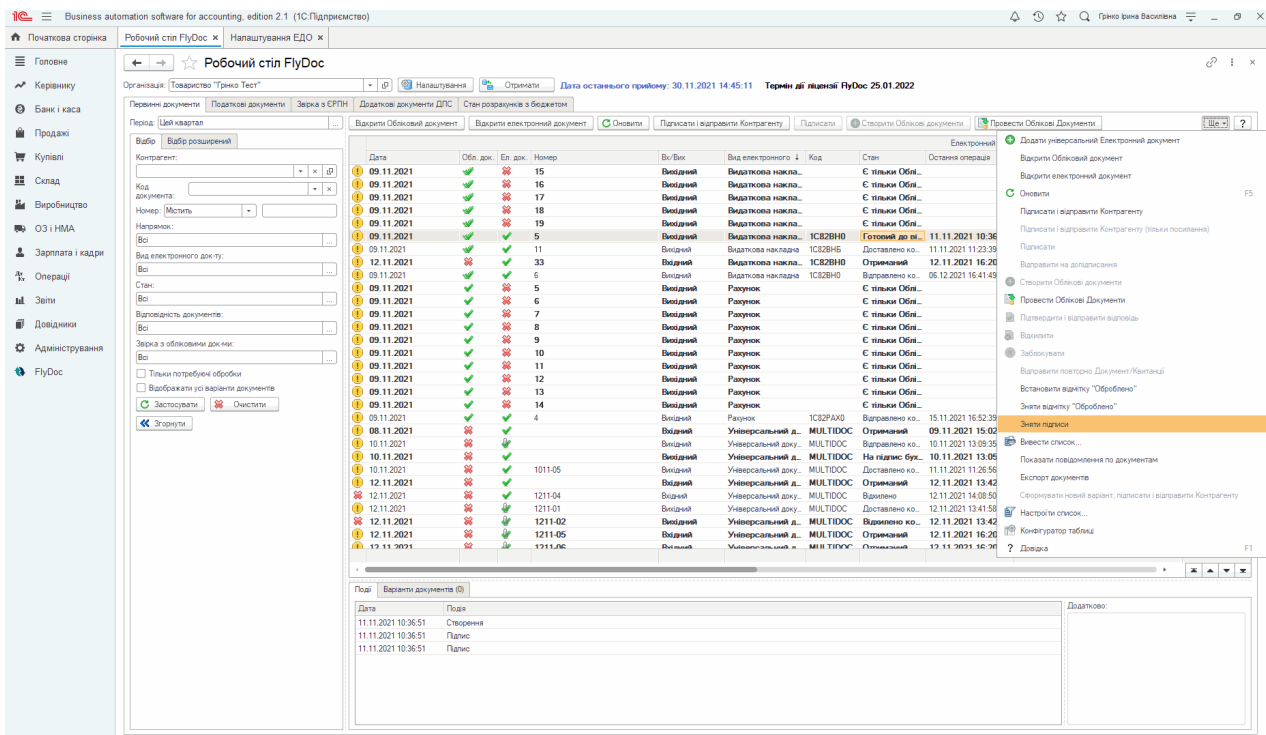 1С Business automation software for accounting, edition 2.1 (1С:Підприємство) Грінко Ірина Василівна
Початкова сторінка Робочий стіл FlyDoc × Налаштування ЕДО ×
Головне
Керівнику
Банк і каса
Продажі
Купівлі
Склад
Виробництво
ОЗ і НМА
Зарплата і кадри
Операції
Звіти
Довідники
Адміністрування
FlyDoc
Робочий стіл FlyDoc
Організація: Товариство "Грінко Тест" Налаштування Отримати Дата останнього прийому: 30.11.2021 14:45:11 Термін дії ліцензії FlyDoc 25.01.2022
Первинні документи Податкові документи Звірка з ЄРПН Додаткові документи ДПС Стан розрахунків з бюджетом
Період: Цей квартал ...
Відкрити Обліковий документ Відкрити електронний документ Оновити Підписати і відправити Контрагенту Підписати Створити Облікові документи Провести Облікові Документи Ще ?
Відбір Відбір розширений
Контрагент:
Код документа:
Номер: Містить
Напрямок:
Всі ...
Вид електронного док-ту:
Всі ...
Стан:
Всі ...
Відповідність документів:
Всі ...
Звірка з обліковими док-ми:
Всі ...
Тільки потребуючі обробки
Відображати усі варіанти документів
Застосувати Очистити
Згорнути
Електронний
Дата Обл. док. Ел. док. Номер Вх/Вих Вид електронного ↓ Код Стан Остання операція
09.11.2021 15 Вихідний Видаткова накла... Є тільки Облі...
09.11.2021 16 Вихідний Видаткова накла... Є тільки Облі...
09.11.2021 17 Вихідний Видаткова накла... Є тільки Облі...
09.11.2021 18 Вихідний Видаткова накла... Є тільки Облі...
09.11.2021 19 Вихідний Видаткова накла... Є тільки Облі...
09.11.2021 5 Вихідний Видаткова накла... 1C82ВН0 Готовий до ві... 11.11.2021 10:36
09.11.2021 11 Вихідний Видаткова накладна 1C82ВНБ Доставлено ко... 11.11.2021 11:23:39
12.11.2021 33 Вхідний Видаткова накла... 1C82ВН0 Отриманий 12.11.2021 16:20
09.11.2021 6 Вихідний Видаткова накладна 1C82ВН0 Відправлено ко... 06.12.2021 16:41:49
09.11.2021 5 Вихідний Рахунок Є тільки Облі...
09.11.2021 6 Вихідний Рахунок Є тільки Облі...
09.11.2021 7 Вихідний Рахунок Є тільки Облі...
09.11.2021 8 Вихідний Рахунок Є тільки Облі...
09.11.2021 9 Вихідний Рахунок Є тільки Облі...
09.11.2021 10 Вихідний Рахунок Є тільки Облі...
09.11.2021 11 Вихідний Рахунок Є тільки Облі...
09.11.2021 12 Вихідний Рахунок Є тільки Облі...
09.11.2021 13 Вихідний Рахунок Є тільки Облі...
09.11.2021 14 Вихідний Рахунок Є тільки Облі...
09.11.2021 4 Вихідний Рахунок 1C82РАХ0 Відправлено ко... 15.11.2021 16:52:39
08.11.2021 Вхідний Універсальний д... MULTIDOC Отриманий 09.11.2021 15:02
10.11.2021 Вихідний Універсальний доку... MULTIDOC Відправлено ко... 10.11.2021 13:09:35
10.11.2021 Вихідний Універсальний д... MULTIDOC На підпис бух... 10.11.2021 13:05
10.11.2021 1011-05 Вихідний Універсальний доку... MULTIDOC Доставлено ко... 11.11.2021 11:26:56
12.11.2021 Вхідний Універсальний д... MULTIDOC Отриманий 12.11.2021 13:42
12.11.2021 1211-04 Вхідний Універсальний доку... MULTIDOC Відхилено 12.11.2021 14:08:50
12.11.2021 1211-01 Вихідний Універсальний доку... MULTIDOC Доставлено ко... 12.11.2021 13:41:58
12.11.2021 1211-02 Вихідний Універсальний д... MULTIDOC Відхилено ко... 12.11.2021 13:42
12.11.2021 1211-05 Вхідний Універсальний д... MULTIDOC Отриманий 12.11.2021 16:20
12.11.2021 1211-06 Вхідний Універсальний д... MULTIDOC Отриманий 12.11.2021 16:20
Додати універсальний Електронний документ
Відкрити Обліковий документ
Відкрити електронний документ
Оновити F5
Підписати і відправити Контрагенту
Підписати і відправити Контрагенту (тільки посилання)
Підписати
Відправити на допідписання
Створити Облікові документи
Провести Облікові Документи
Підтвердити і відправити відповідь
Відхилити
Заблокувати
Відправити повторно Документ/Квитанції
Встановити відмітку "Оброблено"
Зняти відмітку "Оброблено"
Зняти підписи
Вивести список...
Показати повідомлення по документам
Експорт документів
Сформувати новий варіант, підписати і відправити Контрагенту
Настроїти список...
Конфігуратор таблиці
Довідка F1
Події Варіанти документів (0)
Дата Подія
11.11.2021 10:36:51 Створення
11.11.2021 10:36:51 Підпис
11.11.2021 10:36:51 Підпис
Додатково: